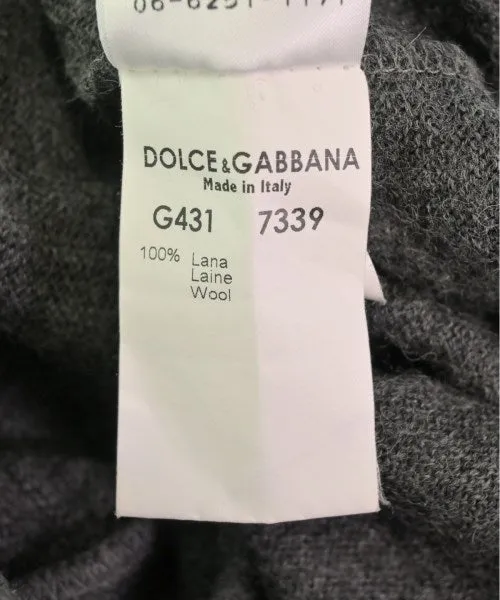 DOLCE&GABBANA
Made in Italy
G431 7339
100% Lana
Laine
Wool